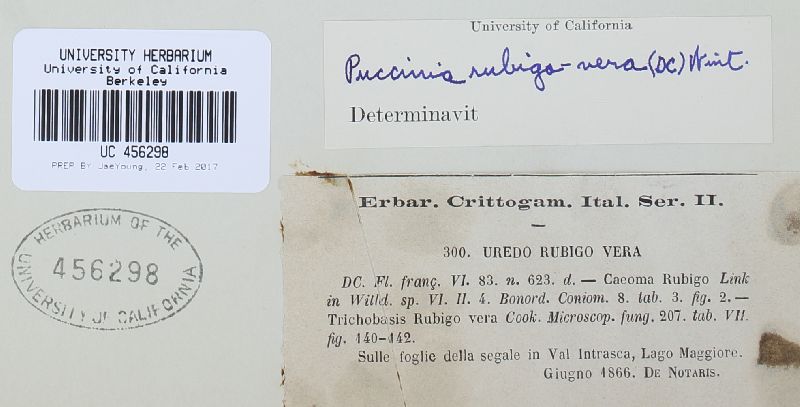 UNIVERSITY HERBARIUM
University of California
Berkeley
UC 456298
PREP BY JaeYoung, 22 Feb 2017
HERBARIUM OF THE
456298
UNIVERSITY OF CALIFORNIA
University of California
Puccinia rubigo-vera (DC) Wint.
Determinavit
Erbar. Crittogam. Ital. Ser. II.
300. UREDO RUBIGO VERA
DC. Fl. franç. VI. 83. n. 623. d. — Caeoma Rubigo Link
in Willd. sp. VI. II. 4. Bonord. Coniom. 8. tab. 3. fig. 2. —
Trichobasis Rubigo vera Cook. Microscop. fung. 207. tab. VII.
fig. 140-142.
Sulle foglie della segale in Val Intrasca, Lago Maggiore.
Giugno 1866. DE NOTARIS.